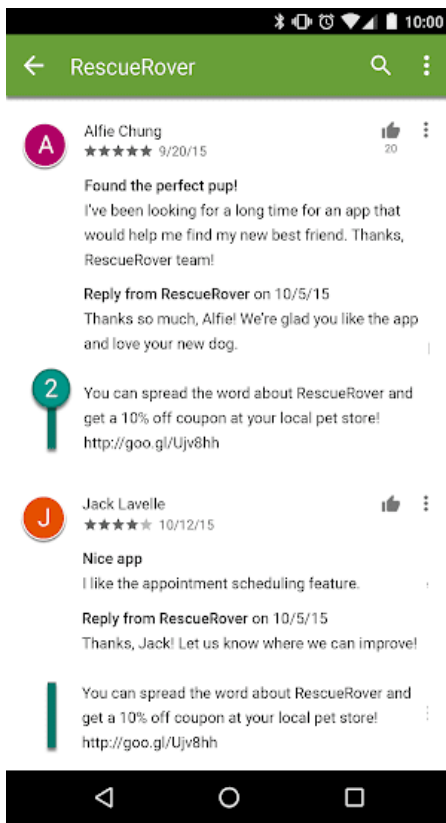 10:00
RescueRover
A
Alfie Chung
★★★★★ 9/20/15
20
Found the perfect pup!
I've been looking for a long time for an app that
would help me find my new best friend. Thanks,
RescueRover team!
Reply from RescueRover on 10/5/15
Thanks so much, Alfie! We're glad you like the app
and love your new dog.
2
You can spread the word about RescueRover and
get a 10% off coupon at your local pet store!
http://goo.gl/Ujv8hh
J
Jack Lavelle
★★★★★ 10/12/15
Nice app
I like the appointment scheduling feature.
Reply from RescueRover on 10/5/15
Thanks, Jack! Let us know where we can improve!
You can spread the word about RescueRover and
get a 10% off coupon at your local pet store!
http://goo.gl/Ujv8hh